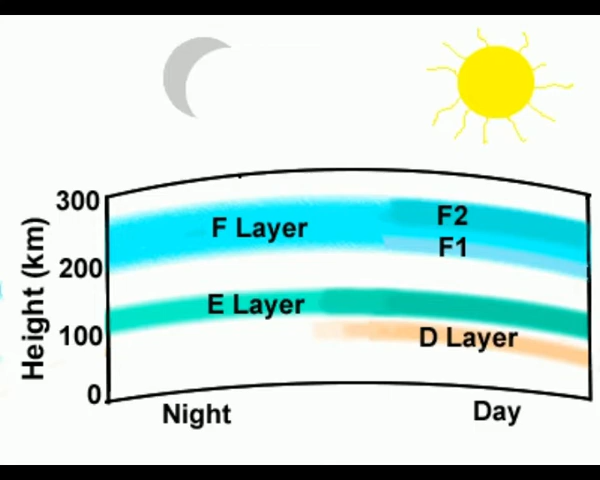 300
F2
F Layer
F1
200
E Layer
100
D Layer
0
Height (km)
Night
Day